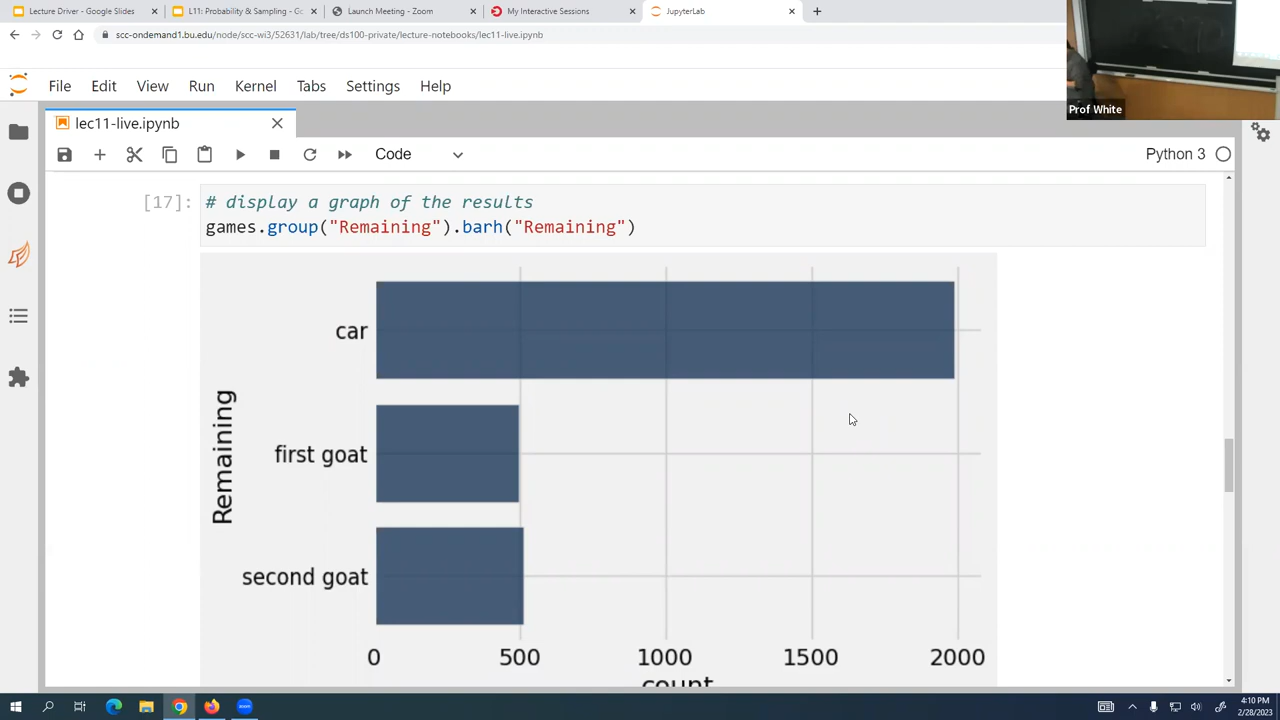 Lecture Driver - Google Slides
L11: Probability & Sampling - Go
Launch Meeting - Zoom
My Interactive Sessions
JupyterLab
scc-ondemand1.bu.edu/node/scc-wi3/52631/lab/tree/ds100-private/lecture-notebooks/lec11-live.ipynb
File Edit View Run Kernel Tabs Settings Help
Prof White
lec11-live.ipynb
Code
Python 3
[17]:
# display a graph of the results
games.group("Remaining").barh("Remaining")
car
first goat
second goat
Remaining
0 500 1000 1500 2000
count
4:10 PM
2/28/2023